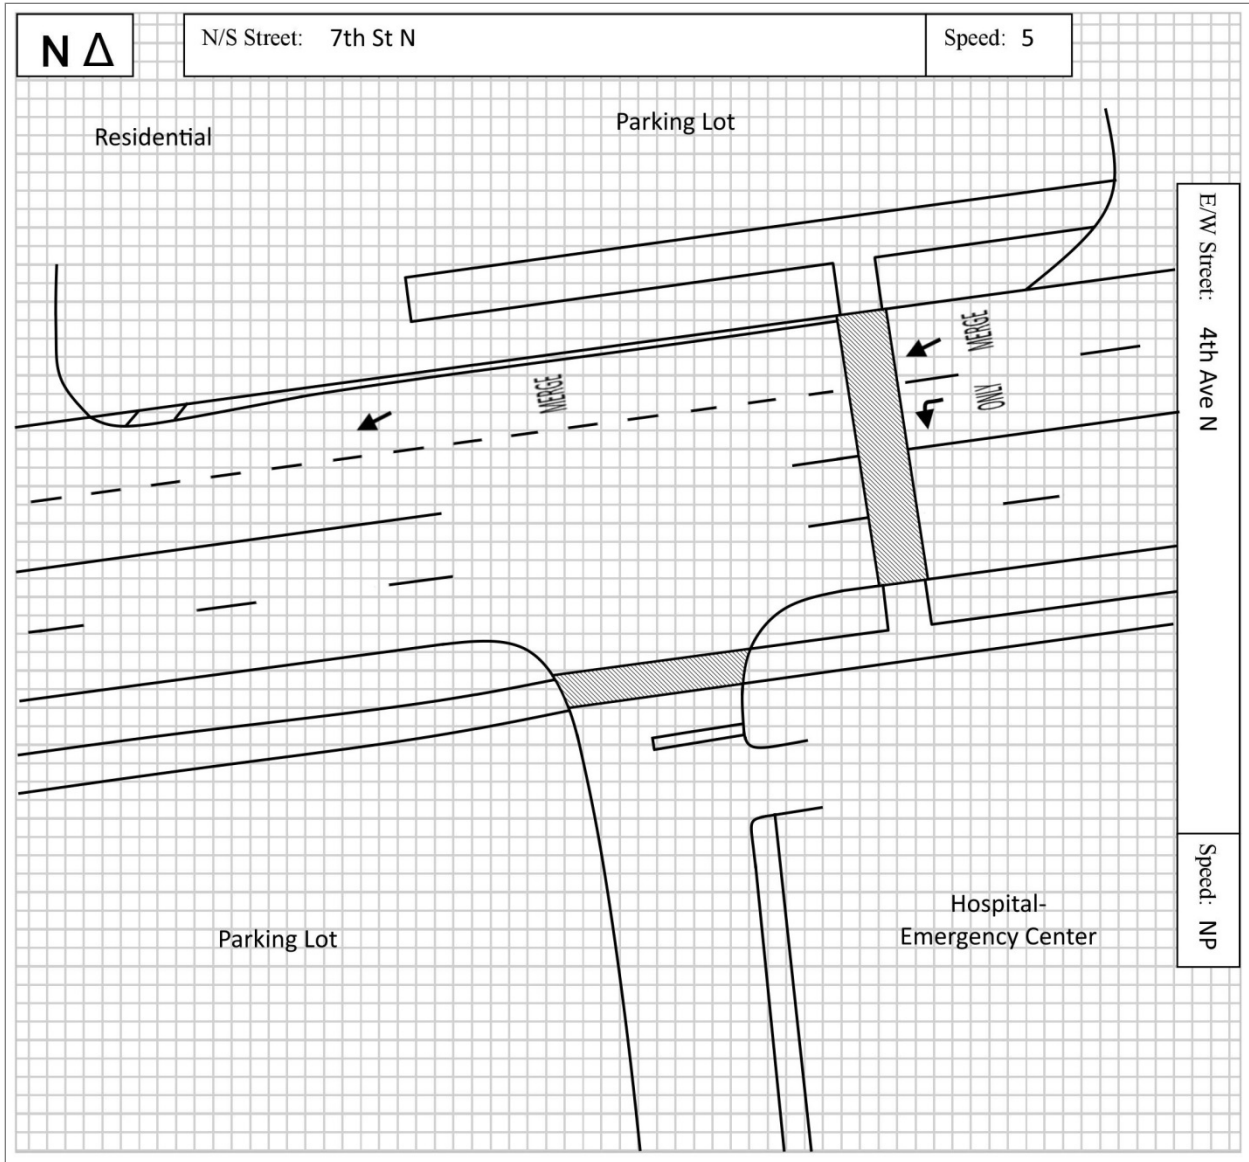 N Δ
N/S Street: 7th St N
Speed: 5
Residential
Parking Lot
E/W Street: 4th Ave N
Speed: NP
MERGE
ONLY
MERGE
Parking Lot
Hospital-
Emergency Center